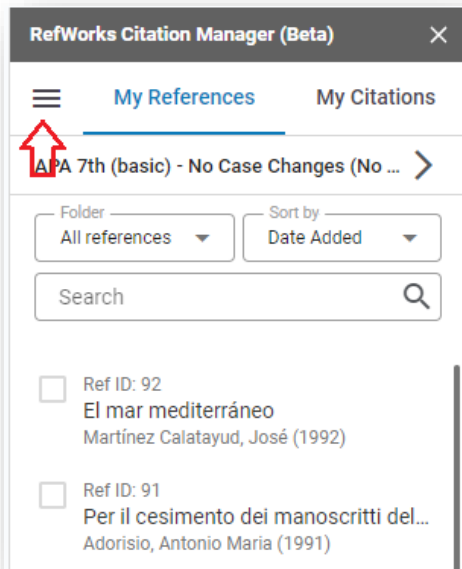 RefWorks Citation Manager (Beta)
My References My Citations
APA 7th (basic) - No Case Changes (No ...
Folder Sort by
All references Date Added
Search
Ref ID: 92
El mar mediterráneo
Martínez Calatayud, José (1992)
Ref ID: 91
Per il cesimento dei manoscritti del...
Adorisio, Antonio Maria (1991)